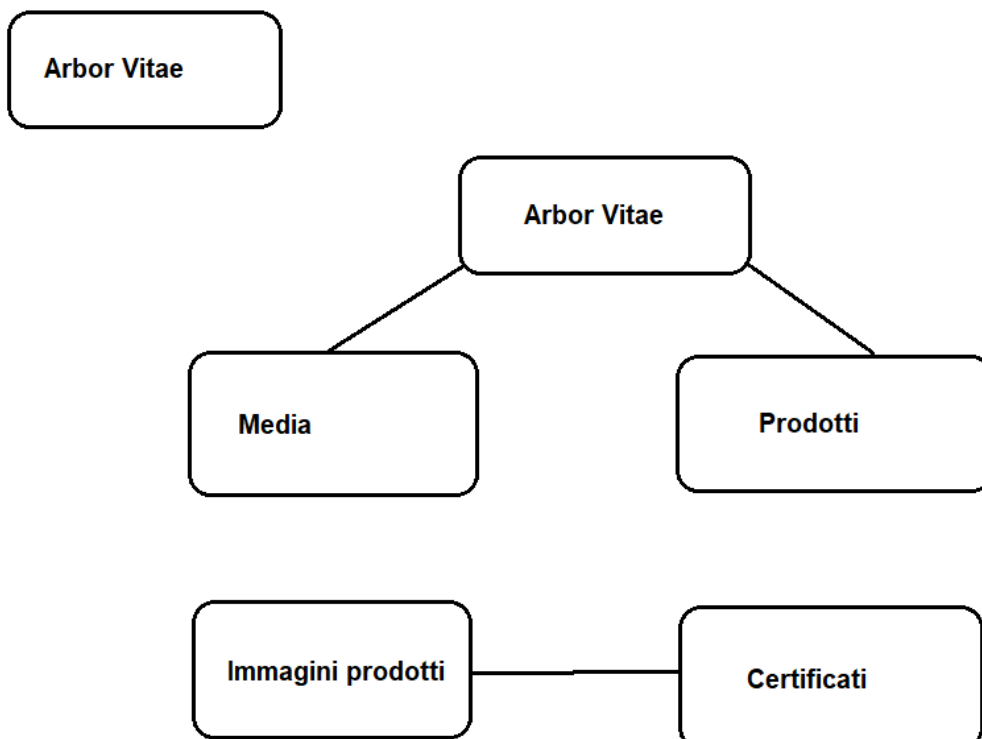 Arbor Vitae
Arbor Vitae
Media
Prodotti
Immagini prodotti
Certificati